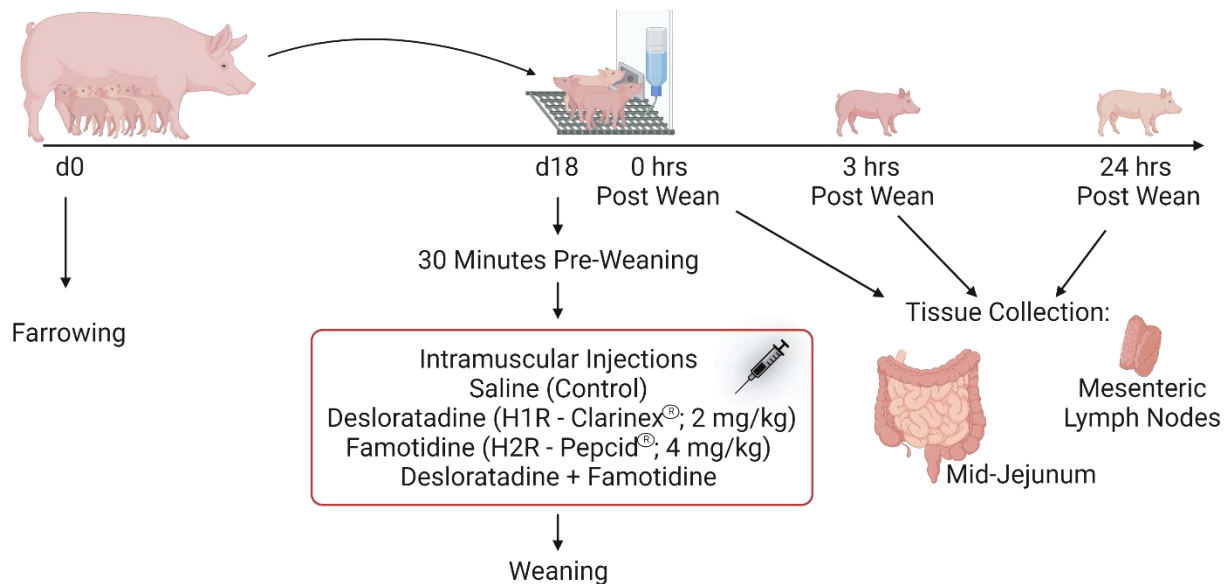 d0
d18
0 hrs
Post Wean
3 hrs
Post Wean
24 hrs
Post Wean
Farrowing
30 Minutes Pre-Weaning
Intramuscular Injections
Saline (Control)
Desloratadine (H1R - Clarinex®; 2 mg/kg)
Famotidine (H2R - Pepcid®; 4 mg/kg)
Desloratadine + Famotidine
Weaning
Tissue Collection:
Mid-Jejunum
Mesenteric
Lymph Nodes